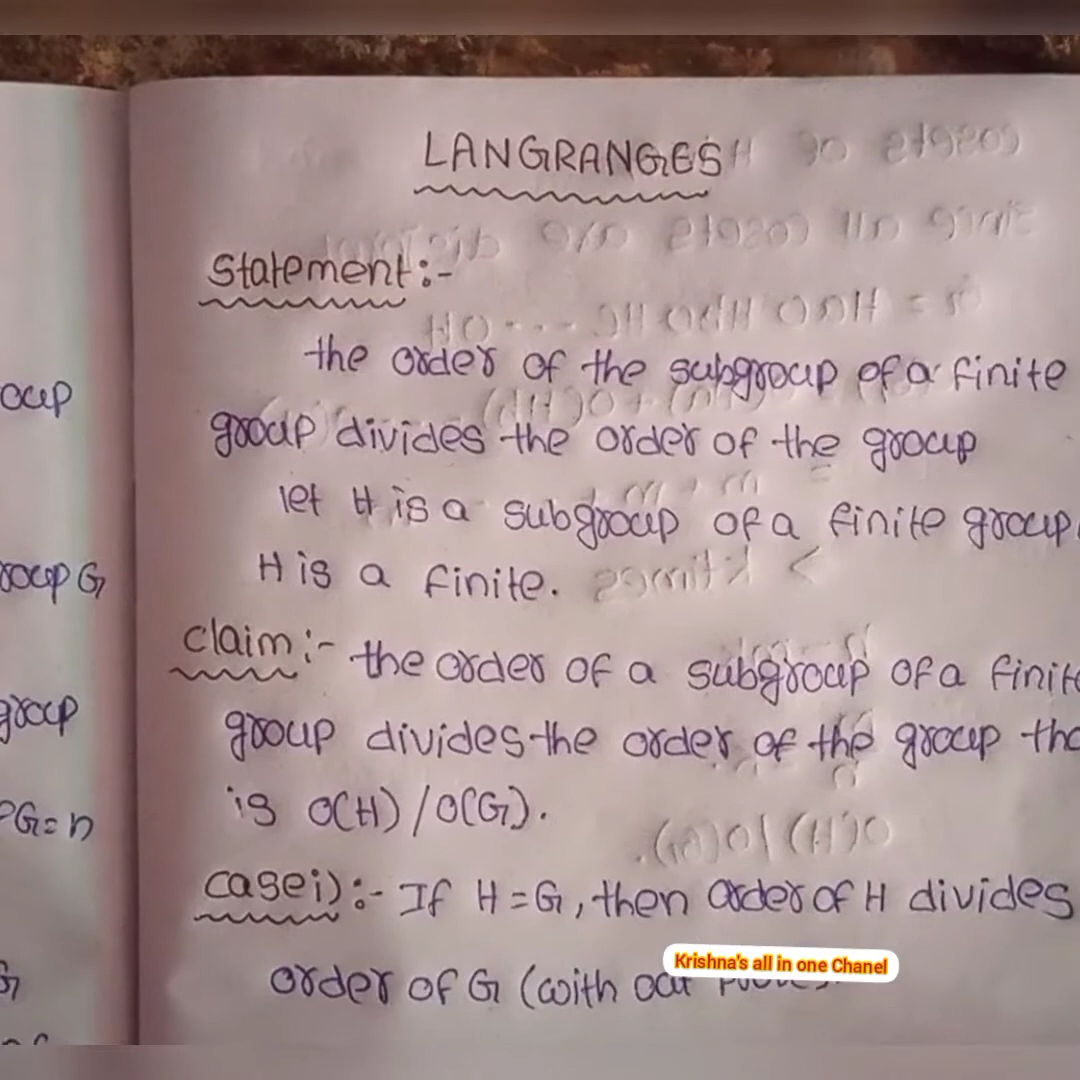 LANGRANGES
Statement:-
the order of the subgroup of a finite
group divides the order of the group
let H is a subgroup of a finite group
H is a finite.
claim:- the order of a subgroup of a finite
group divides the order of the group
is O(H)/O(G).
case i):- If H=G, then order of H divides
order of G (with out
Krishna's all in one Chanel
oup
roup G
group
G=n
G